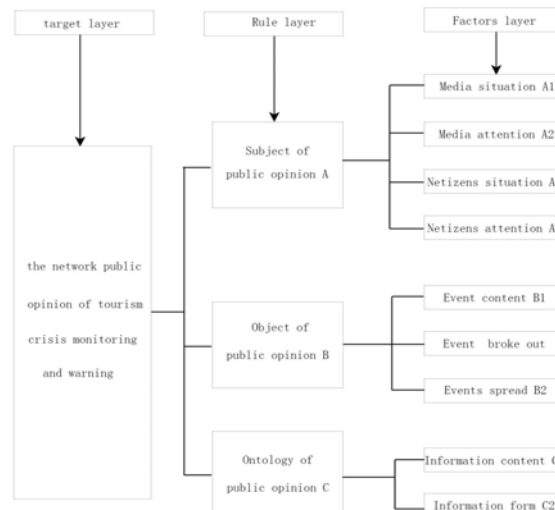 target layer
Rule layer
Factors layer
Media situation A1
Subject of
public opinion A
Media attention A2
Netizens situation A
Netizens attention A
the network public
opinion of tourism
crisis monitoring
and warning
Event content B1
Object of
public opinion B
Event broke out
Events spread B2
Ontology of
public opinion C
Information content C
Information form C2